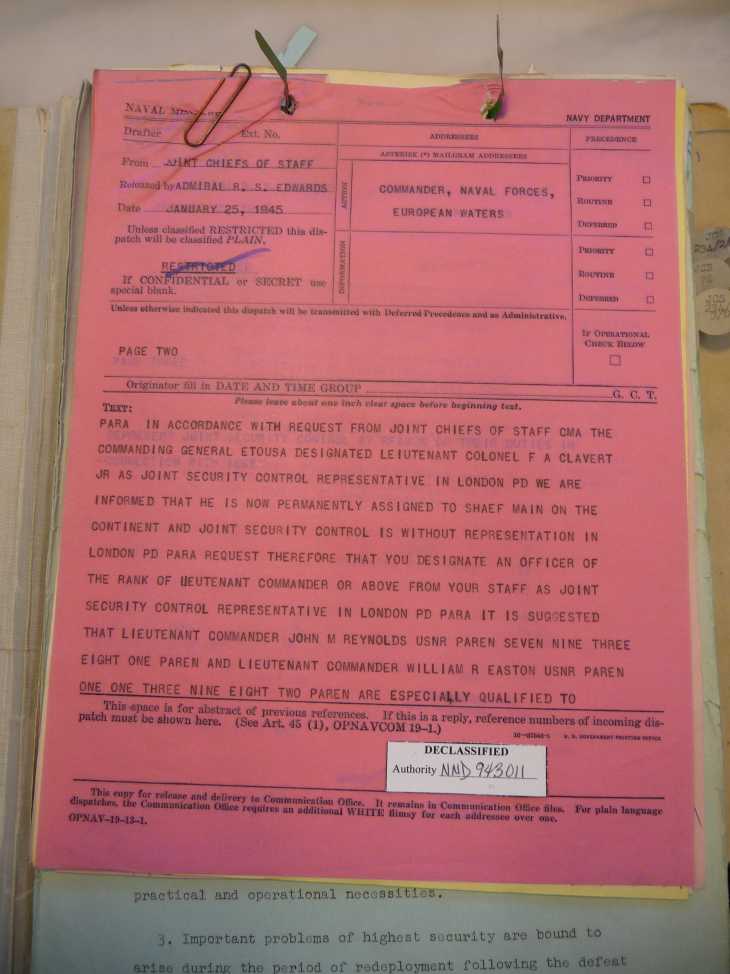 NAVAL
NAVY DEPARTMENT
Drafter Ext. No.
ADDRESSEES
PRECEDENCE
ASTERISK (*) MAILGRAM ADDRESSEES
From JOINT CHIEFS OF STAFF
Released by ADMIRAL R. S. EDWARDS
Date JANUARY 25, 1945
ACTION
COMMANDER, NAVAL FORCES,
EUROPEAN WATERS
PRIORITY
ROUTINE
DEFERRED
Unless classified RESTRICTED this dis-
patch will be classified PLAIN.
RESTRICTED
If CONFIDENTIAL or SECRET use
special blank.
INFORMATION
PRIORITY
ROUTINE
DEFERRED
Unless otherwise indicated this dispatch will be transmitted with Deferred Precedence and as Administrative.
IF OPERATIONAL
CHECK BELOW
PAGE TWO
Originator fill in DATE AND TIME GROUP G. C. T.
Please leave about one inch clear space before beginning text.
TEXT:
PARA IN ACCORDANCE WITH REQUEST FROM JOINT CHIEFS OF STAFF CMA THE
COMMANDING GENERAL ETOUSA DESIGNATED LEIUTENANT COLONEL F A CLAVERT
JR AS JOINT SECURITY CONTROL REPRESENTATIVE IN LONDON PD WE ARE
INFORMED THAT HE IS NOW PERMANENTLY ASSIGNED TO SHAEF MAIN ON THE
CONTINENT AND JOINT SECURITY CONTROL IS WITHOUT REPRESENTATION IN
LONDON PD PARA REQUEST THEREFORE THAT YOU DESIGNATE AN OFFICER OF
THE RANK OF LIEUTENANT COMMANDER OR ABOVE FROM YOUR STAFF AS JOINT
SECURITY CONTROL REPRESENTATIVE IN LONDON PD PARA IT IS SUGGESTED
THAT LIEUTENANT COMMANDER JOHN M REYNOLDS USNR PAREN SEVEN NINE THREE
EIGHT ONE PAREN AND LIEUTENANT COMMANDER WILLIAM R EASTON USNR PAREN
ONE ONE THREE NINE EIGHT TWO PAREN ARE ESPECIALLY QUALIFIED TO
This space is for abstract of previous references. If this is a reply, reference numbers of incoming dis-
patch must be shown here. (See Art. 45 (1), OPNAVCOM 19-1.)
U. S. GOVERNMENT PRINTING OFFICE
DECLASSIFIED
Authority NND 943011
This copy for release and delivery to Communication Office. It remains in Communication Office files. For plain language
dispatches, the Communication Office requires an additional WHITE flimsy for each addressee over one.
OPNAV-19-13-1.
practical and operational necessities.
3. Important problems of highest security are bound to
arise during the period of redeployment following the defeat